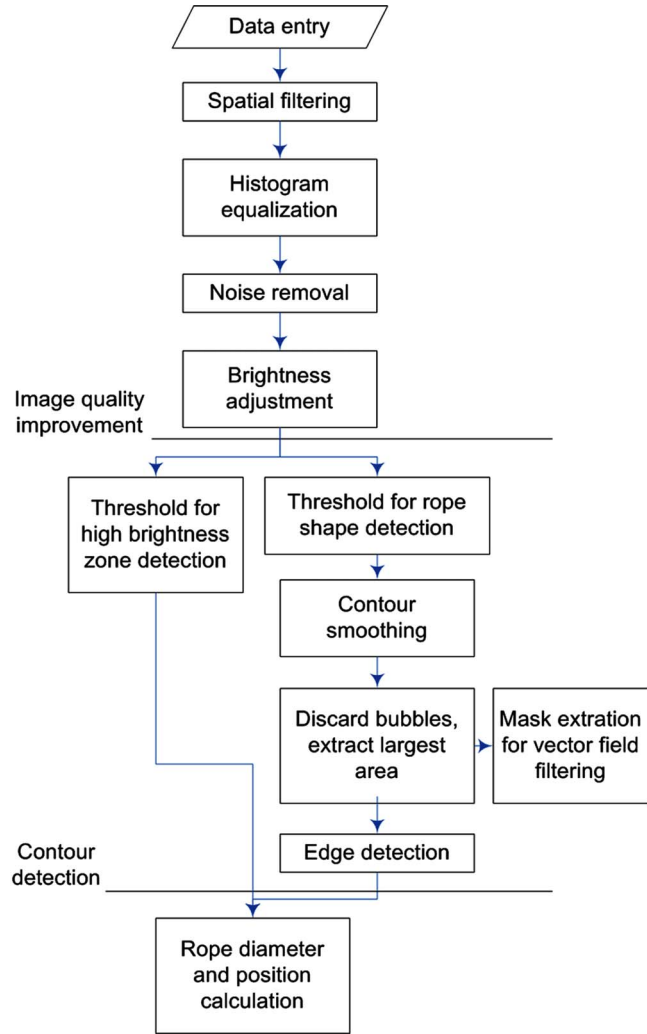 Data entry
Spatial filtering
Histogram
equalization
Noise removal
Brightness
adjustment
Image quality
improvement
Threshold for
high brightness
zone detection
Threshold for rope
shape detection
Contour
smoothing
Discard bubbles,
extract largest
area
Mask extration
for vector field
filtering
Edge detection
Contour
detection
Rope diameter
and position
calculation